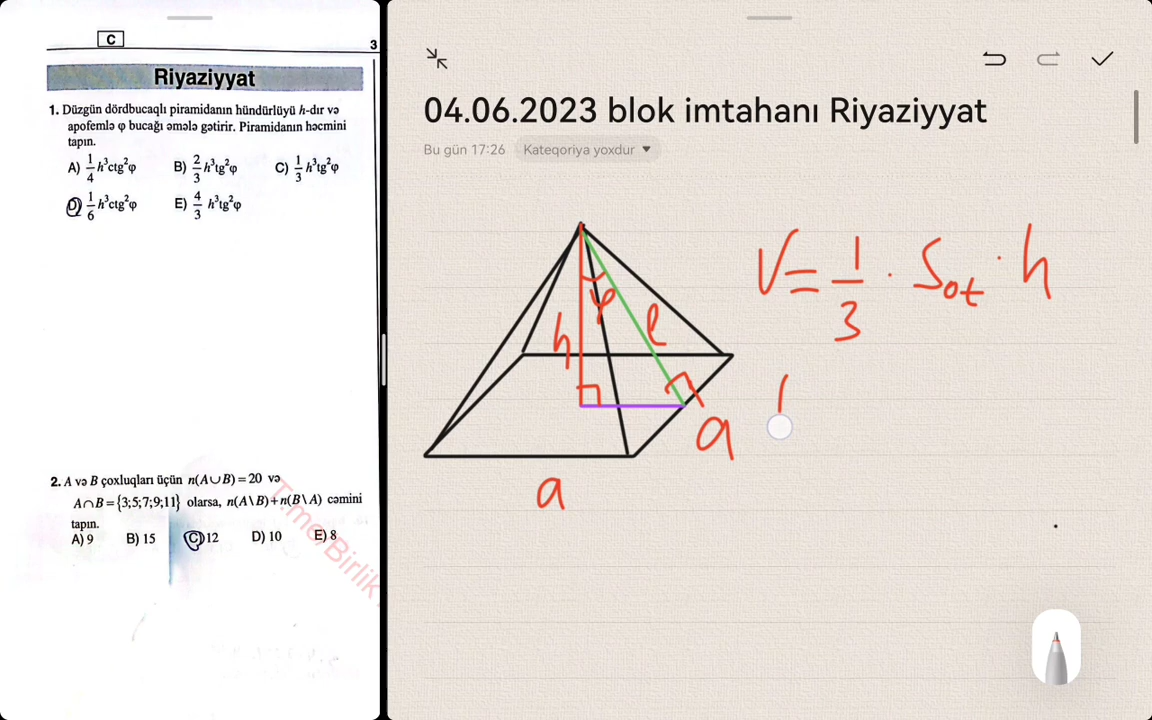 C
3
Riyaziyyat
1. Düzgün dördbucaqlı piramidanın hündürlüyü h-dır və
apofemlə φ bucağı əmələ gətirir. Piramidanın həcmini
tapın.
A) 1/4 h³ctg²φ B) 2/3 h³tg²φ C) 1/3 h³tg²φ
D) 1/6 h³ctg²φ E) 4/3 h³tg²φ
2. A və B çoxluqları üçün n(A∪B)=20 və
A∩B={3;5;7;9;11} olarsa, n(A\B)+n(B\A) cəmini
tapın.
A) 9 B) 15 C) 12 D) 10 E) 8
T.me/Birlik
04.06.2023 blok imtahanı Riyaziyyat
Bu gün 17:26 Kateqoriya yoxdur
V = 1/3 · Sot · h
φ
h
l
a
a